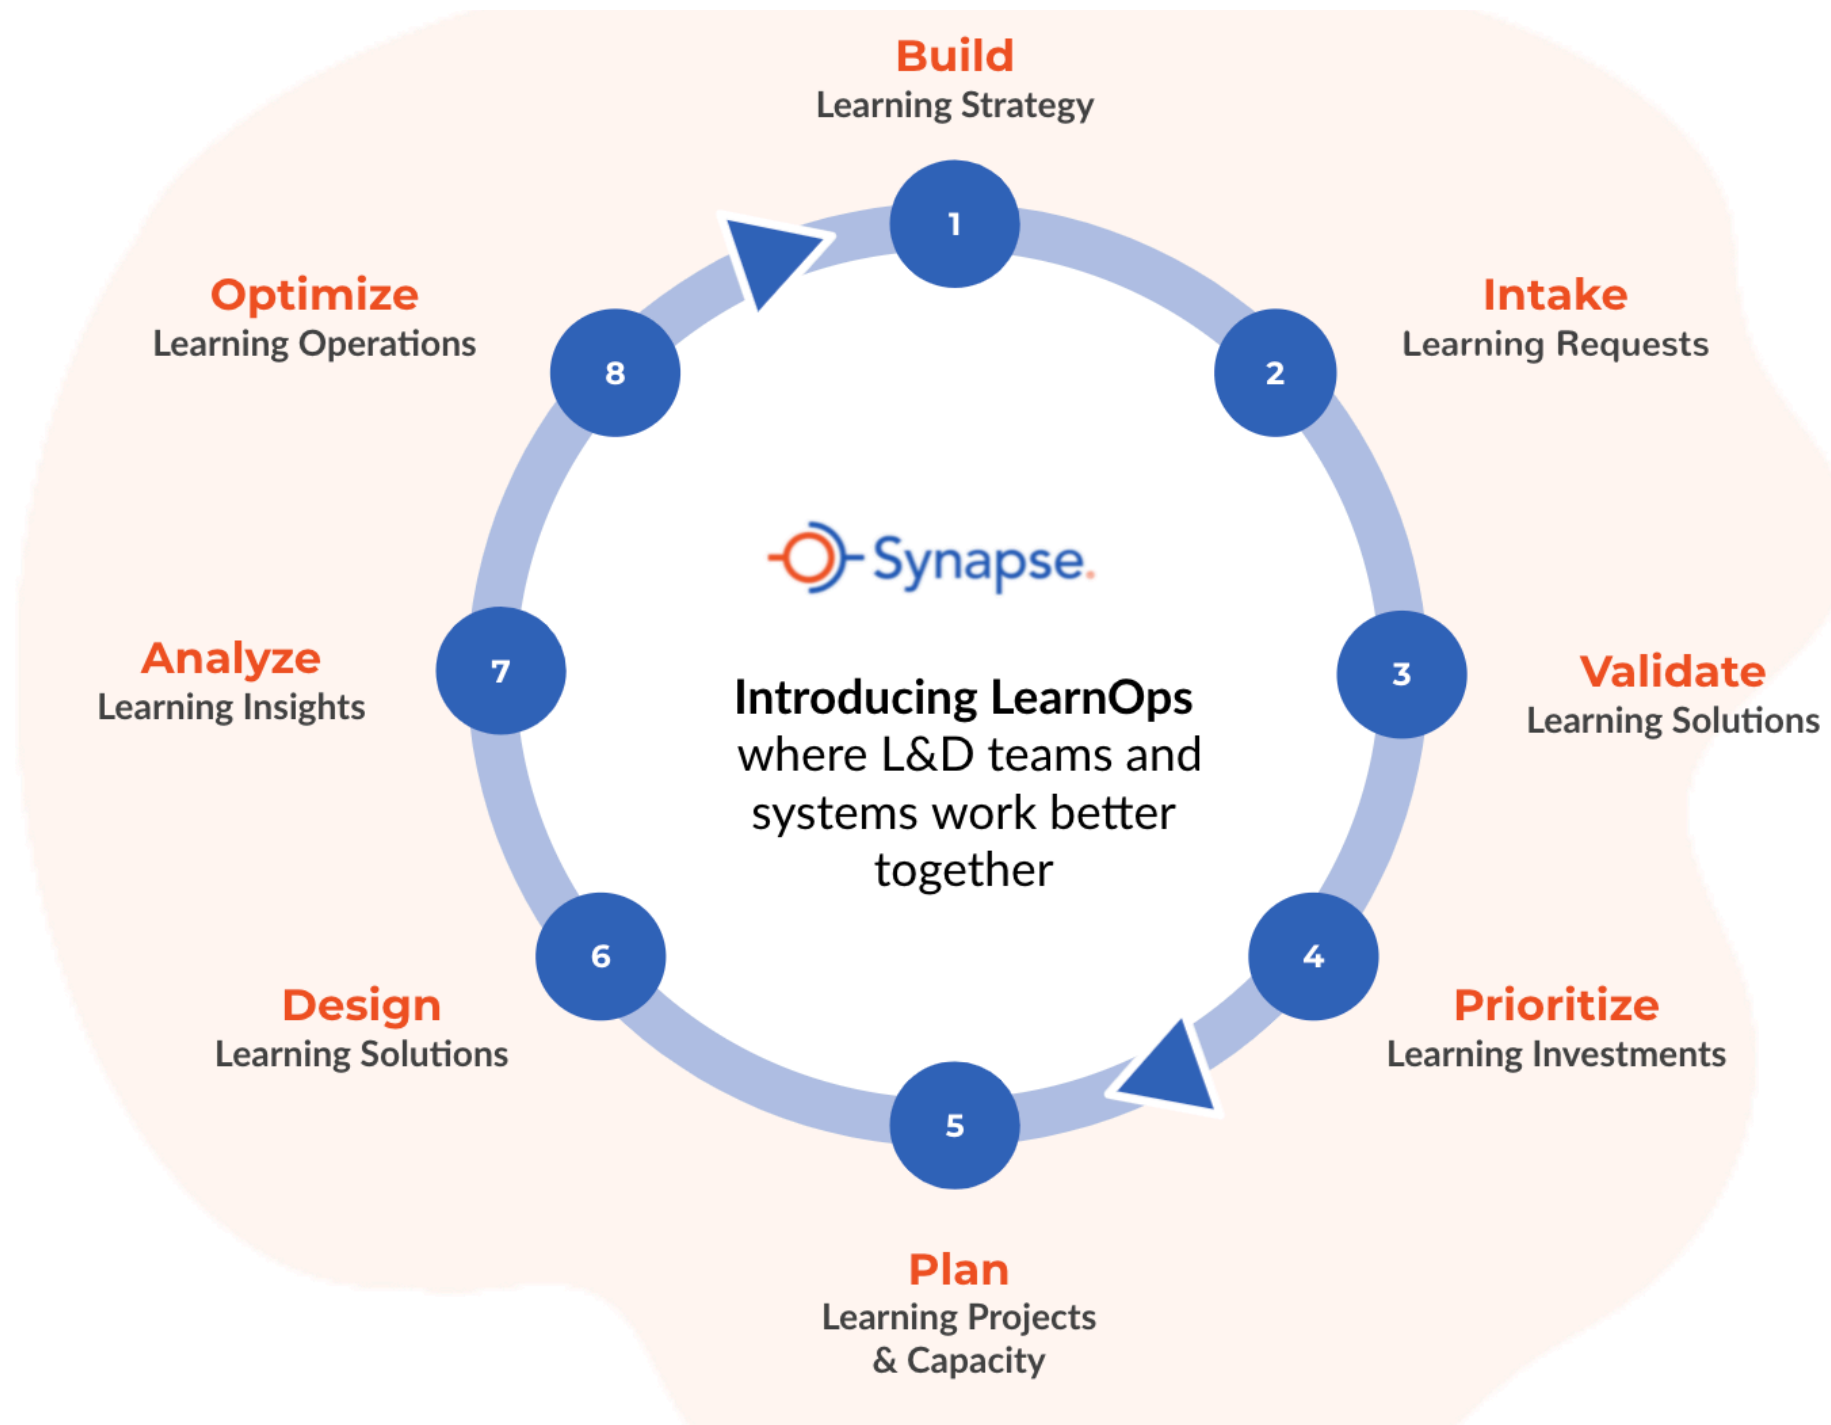 Build
Learning Strategy
1
Intake
Learning Requests
2
Validate
Learning Solutions
3
Prioritize
Learning Investments
4
Plan
Learning Projects
& Capacity
5
Design
Learning Solutions
6
Analyze
Learning Insights
7
Optimize
Learning Operations
8
Synapse.
Introducing LearnOps
where L&D teams and
systems work better
together